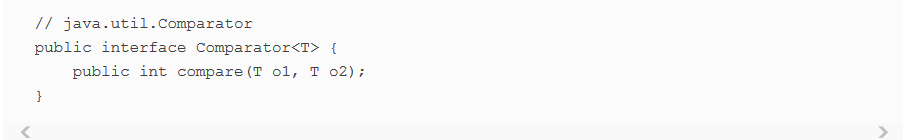 // java.util.Comparator
public interface Comparator<T> {
    public int compare(T o1, T o2);
}